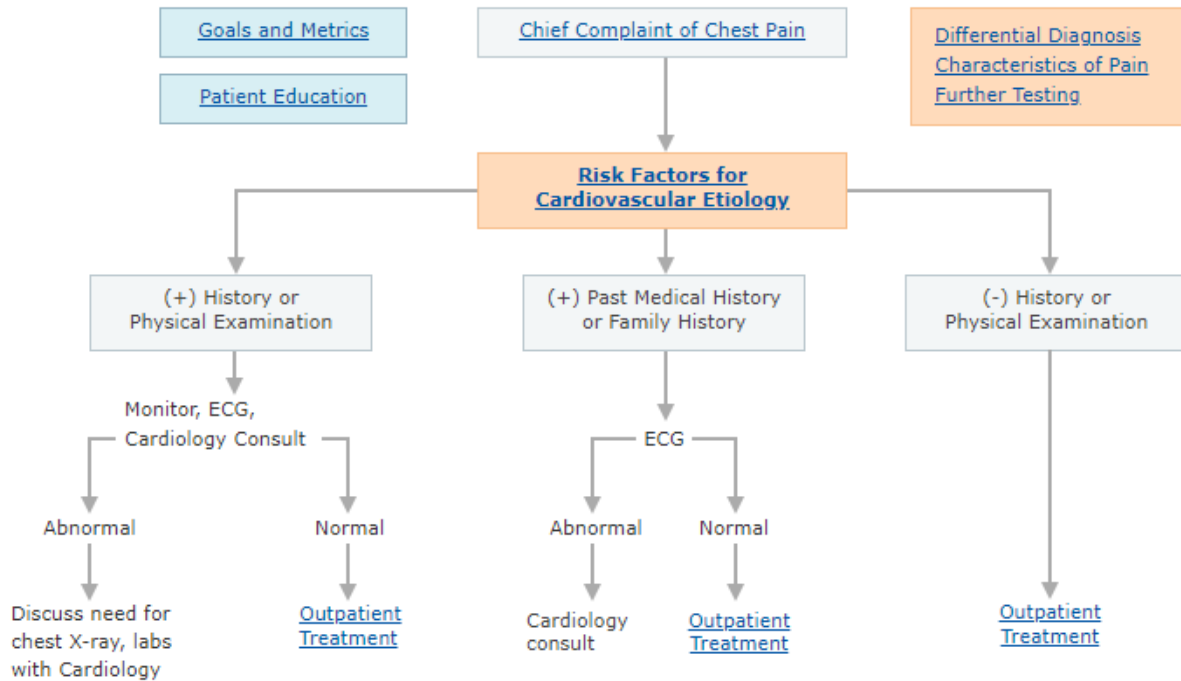 Goals and Metrics
Patient Education
Chief Complaint of Chest Pain
Differential Diagnosis
Characteristics of Pain
Further Testing
Risk Factors for
Cardiovascular Etiology
(+) History or
Physical Examination
(+) Past Medical History
or Family History
(-) History or
Physical Examination
Monitor, ECG,
Cardiology Consult
ECG
Abnormal
Normal
Abnormal
Normal
Discuss need for
chest X-ray, labs
with Cardiology
Outpatient
Treatment
Cardiology
consult
Outpatient
Treatment
Outpatient
Treatment